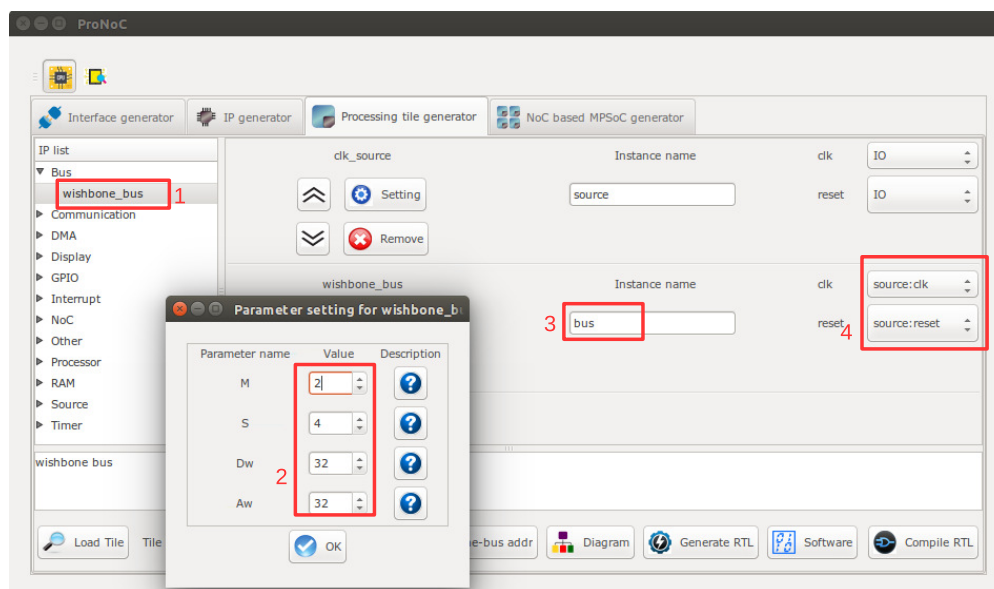 ProNoC
Interface generator
IP generator
Processing tile generator
NoC based MPSoC generator
IP list
Bus
wishbone_bus
1
Communication
DMA
Display
GPIO
Interrupt
NoC
Other
Processor
RAM
Source
Timer
clk_source
Instance name
clk
IO
Setting
source
reset
IO
Remove
wishbone_bus
Instance name
clk
source:clk
3
bus
reset
4
source:reset
Parameter setting for wishbone_b
Parameter name
Value
Description
M
2
S
4
Dw
32
2
Aw
32
OK
wishbone bus
Load Tile
Tile
e-bus addr
Diagram
Generate RTL
Software
Compile RTL